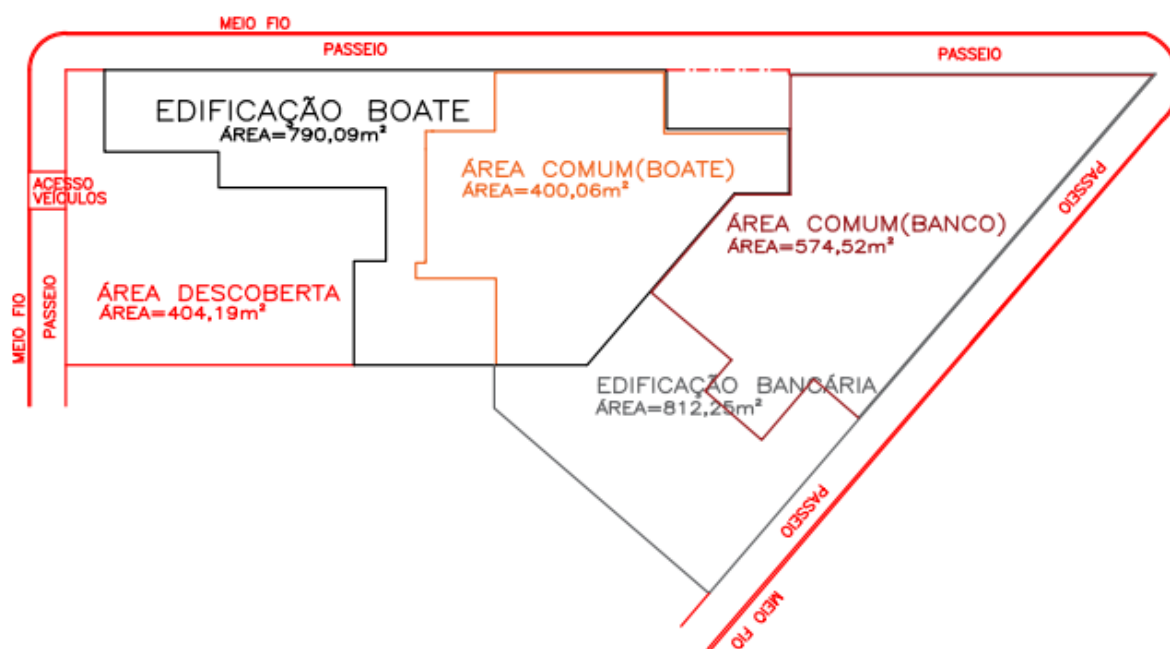 MEIO FIO
PASSEIO
PASSEIO
EDIFICAÇÃO BOATE
ÁREA=790,09m²
ÁREA COMUM(BOATE)
ÁREA=400,06m²
ACESSO
VEÍCULOS
PASSEIO
ÁREA COMUM(BANCO)
ÁREA=574,52m²
ÁREA DESCOBERTA
ÁREA=404,19m²
PASSEIO
MEIO FIO
EDIFICAÇÃO BANCÁRIA
ÁREA=812,25m²
PASSEIO
MEIO FIO